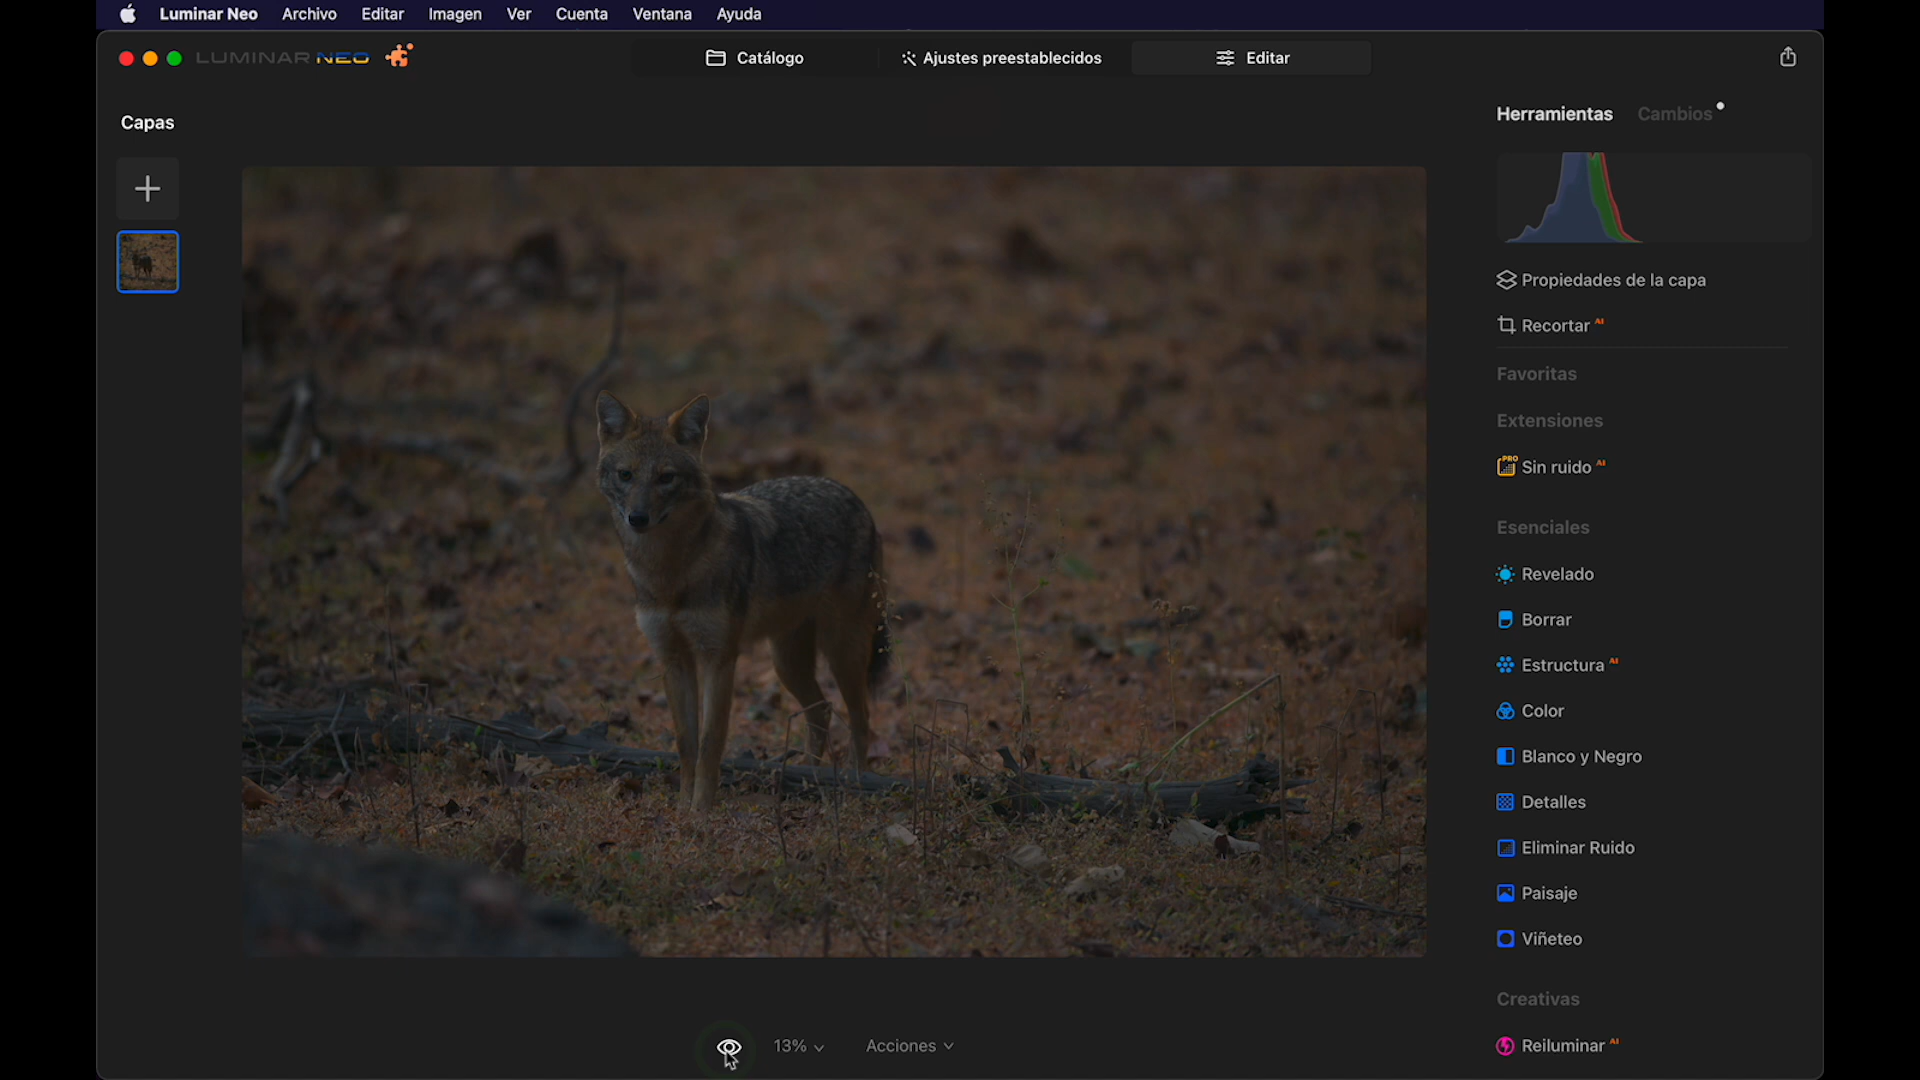 Luminar Neo Archivo Editar Imagen Ver Cuenta Ventana Ayuda
LUMINAR NEO Catálogo Ajustes preestablecidos Editar
Herramientas Cambios
Capas
Propiedades de la capa
Recortar AI
Favoritas
Extensiones
PRO Sin ruido AI
Esenciales
Revelado
Borrar
Estructura AI
Color
Blanco y Negro
Detalles
Eliminar Ruido
Paisaje
Viñeteo
Creativas
Reiluminar AI
13% Acciones